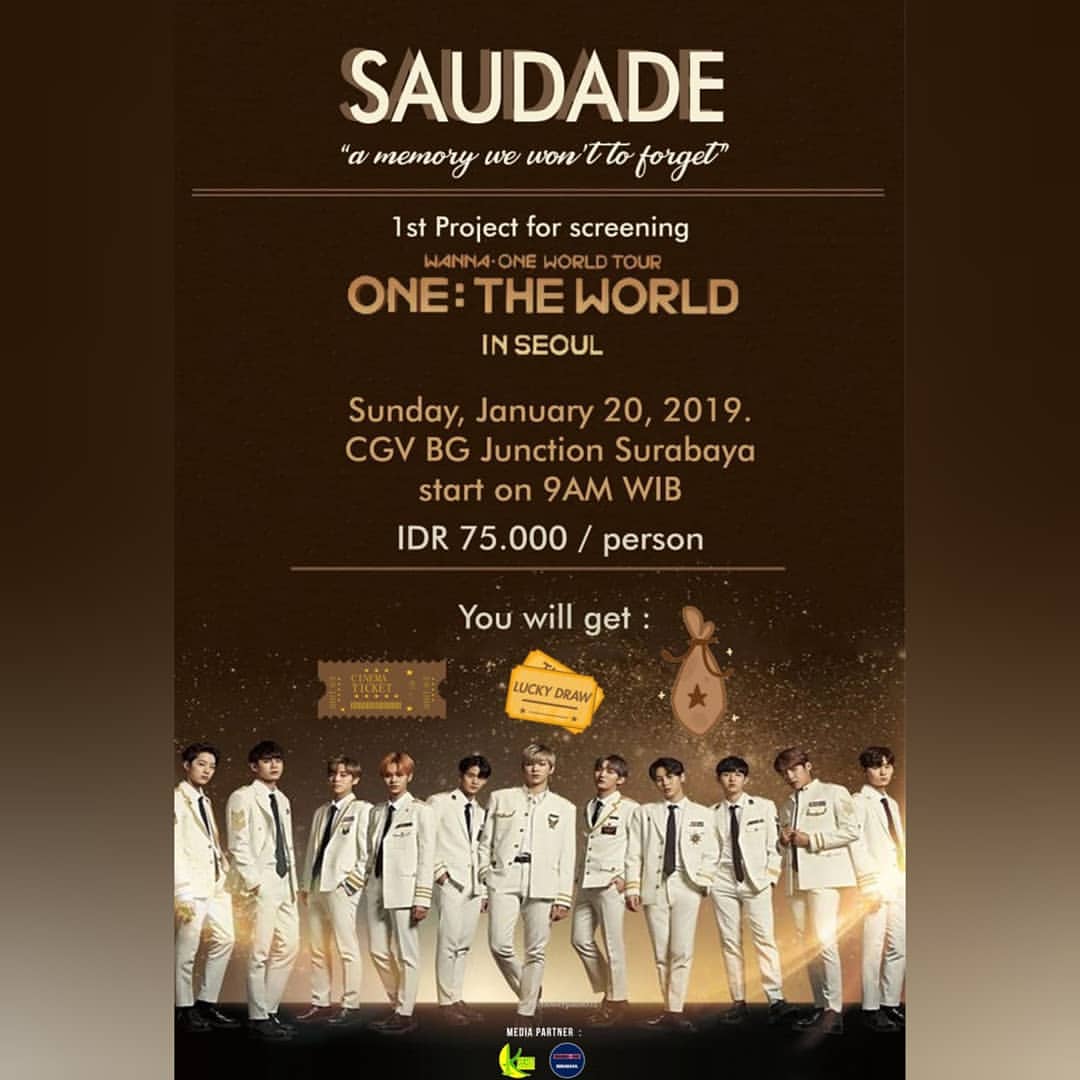 SAUDADE
“a memory we won't to forget”
1st Project for screening
WANNA·ONE WORLD TOUR
ONE: THE WORLD
IN SEOUL
Sunday, January 20, 2019.
CGV BG Junction Surabaya
start on 9AM WIB
IDR 75.000 / person
You will get :
CINEMA
TICKET
LUCKY DRAW
MEDIA PARTNER :